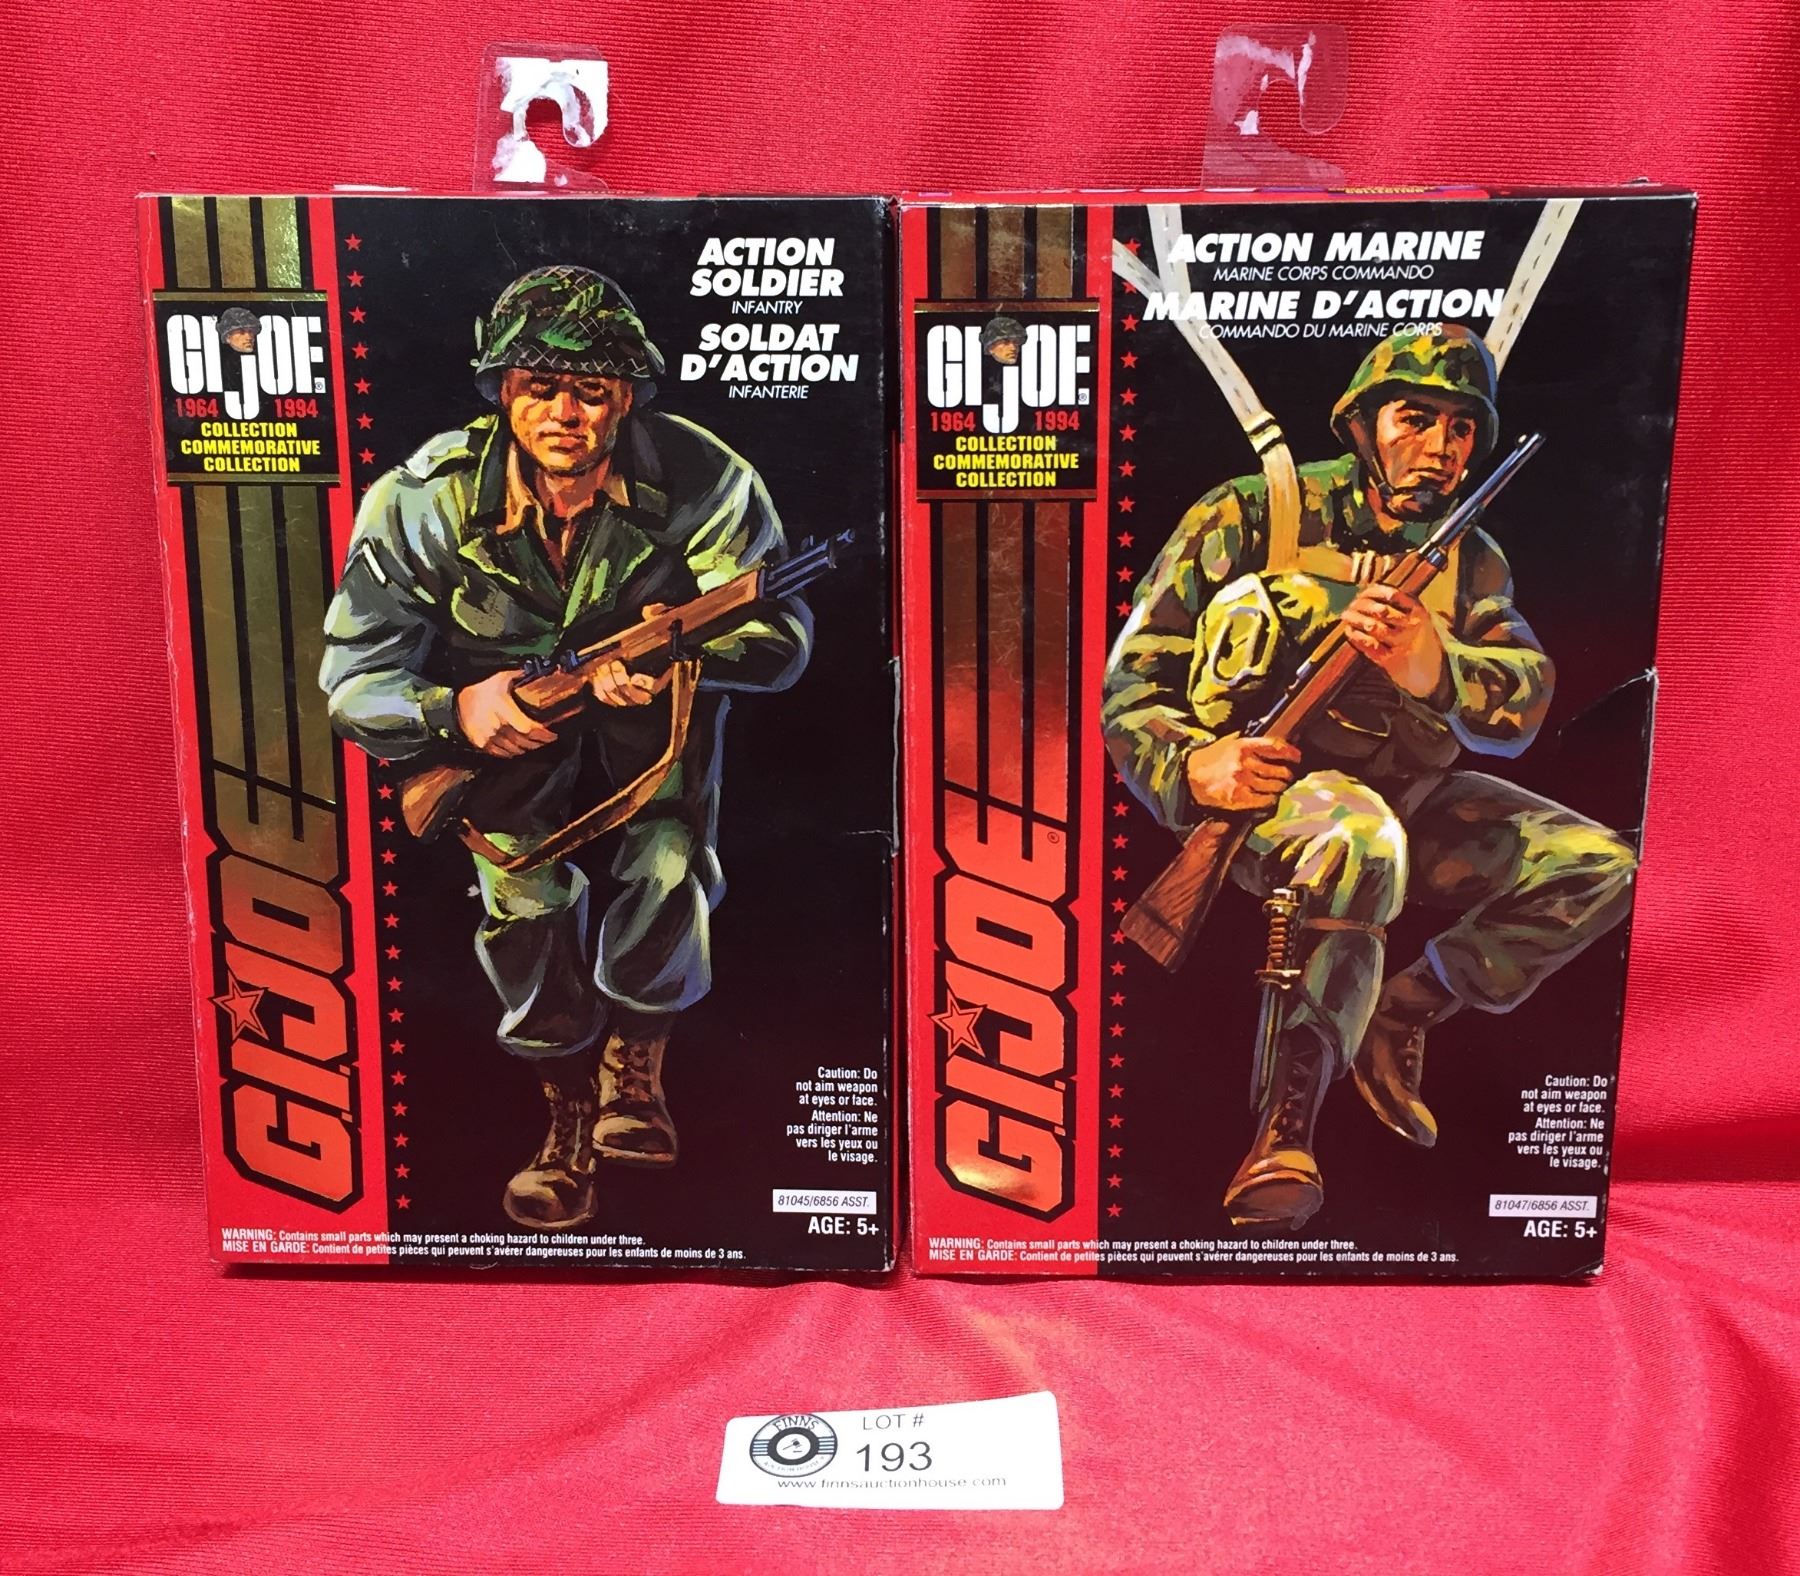 ACTION
SOLDIER
INFANTRY
SOLDAT
D'ACTION
INFANTERIE
GIJOE®
1964 1994
COLLECTION
COMMEMORATIVE
COLLECTION
G.I.JOE
Caution: Do
not aim weapon
at eyes or face.
Attention: Ne
pas diriger l'arme
vers les yeux ou
le visage.
81045/6856 ASST.
AGE: 5+
WARNING: Contains small parts which may present a choking hazard to children under three.
MISE EN GARDE: Contient de petites pièces qui peuvent s'avérer dangereuses pour les enfants de moins de 3 ans.
COLLECTION
ACTION MARINE
MARINE CORPS COMMANDO
MARINE D'ACTION
COMMANDO DU MARINE CORPS
GIJOE®
1964 1994
COLLECTION
COMMEMORATIVE
COLLECTION
G.I.JOE®
Caution: Do
not aim weapon
at eyes or face.
Attention: Ne
pas diriger l'arme
vers les yeux ou
le visage.
81047/6856 ASST.
AGE: 5+
WARNING: Contains small parts which may present a choking hazard to children under three.
MISE EN GARDE: Contient de petites pièces qui peuvent s'avérer dangereuses pour les enfants de moins de 3 ans.
FINNS
LOT #
193
www.finnsauctionhouse.com